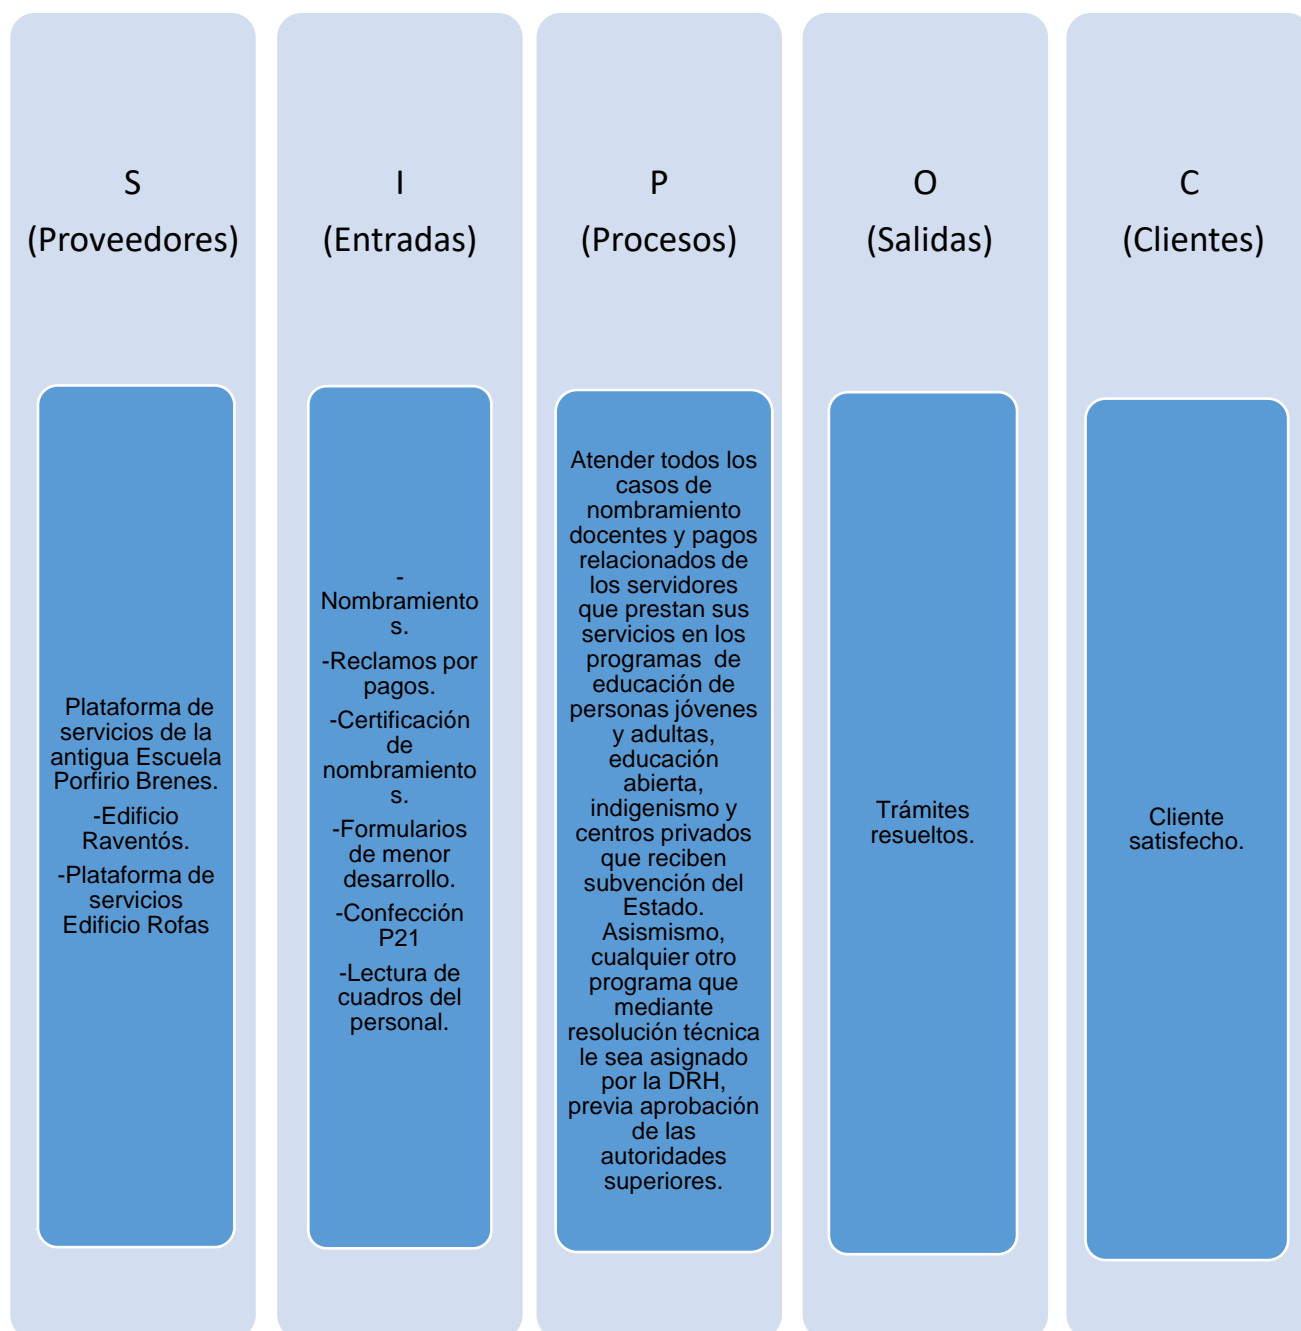 S
(Proveedores)
Plataforma de
servicios de la
antigua Escuela
Porfirio Brenes.
-Edificio
Raventós.
-Plataforma de
servicios
Edificio Rofas
I
(Entradas)
-
Nombramiento
s.
-Reclamos por
pagos.
-Certificación
de
nombramiento
s.
-Formularios
de menor
desarrollo.
-Confección
P21
-Lectura de
cuadros del
personal.
P
(Procesos)
Atender todos los
casos de
nombramiento
docentes y pagos
relacionados de
los servidores
que prestan sus
servicios en los
programas de
educación de
personas jóvenes
y adultas,
educación
abierta,
indigenismo y
centros privados
que reciben
subvención del
Estado.
Asismismo,
cualquier otro
programa que
mediante
resolución técnica
le sea asignado
por la DRH,
previa aprobación
de las
autoridades
superiores.
O
(Salidas)
Trámites
resueltos.
C
(Clientes)
Cliente
satisfecho.